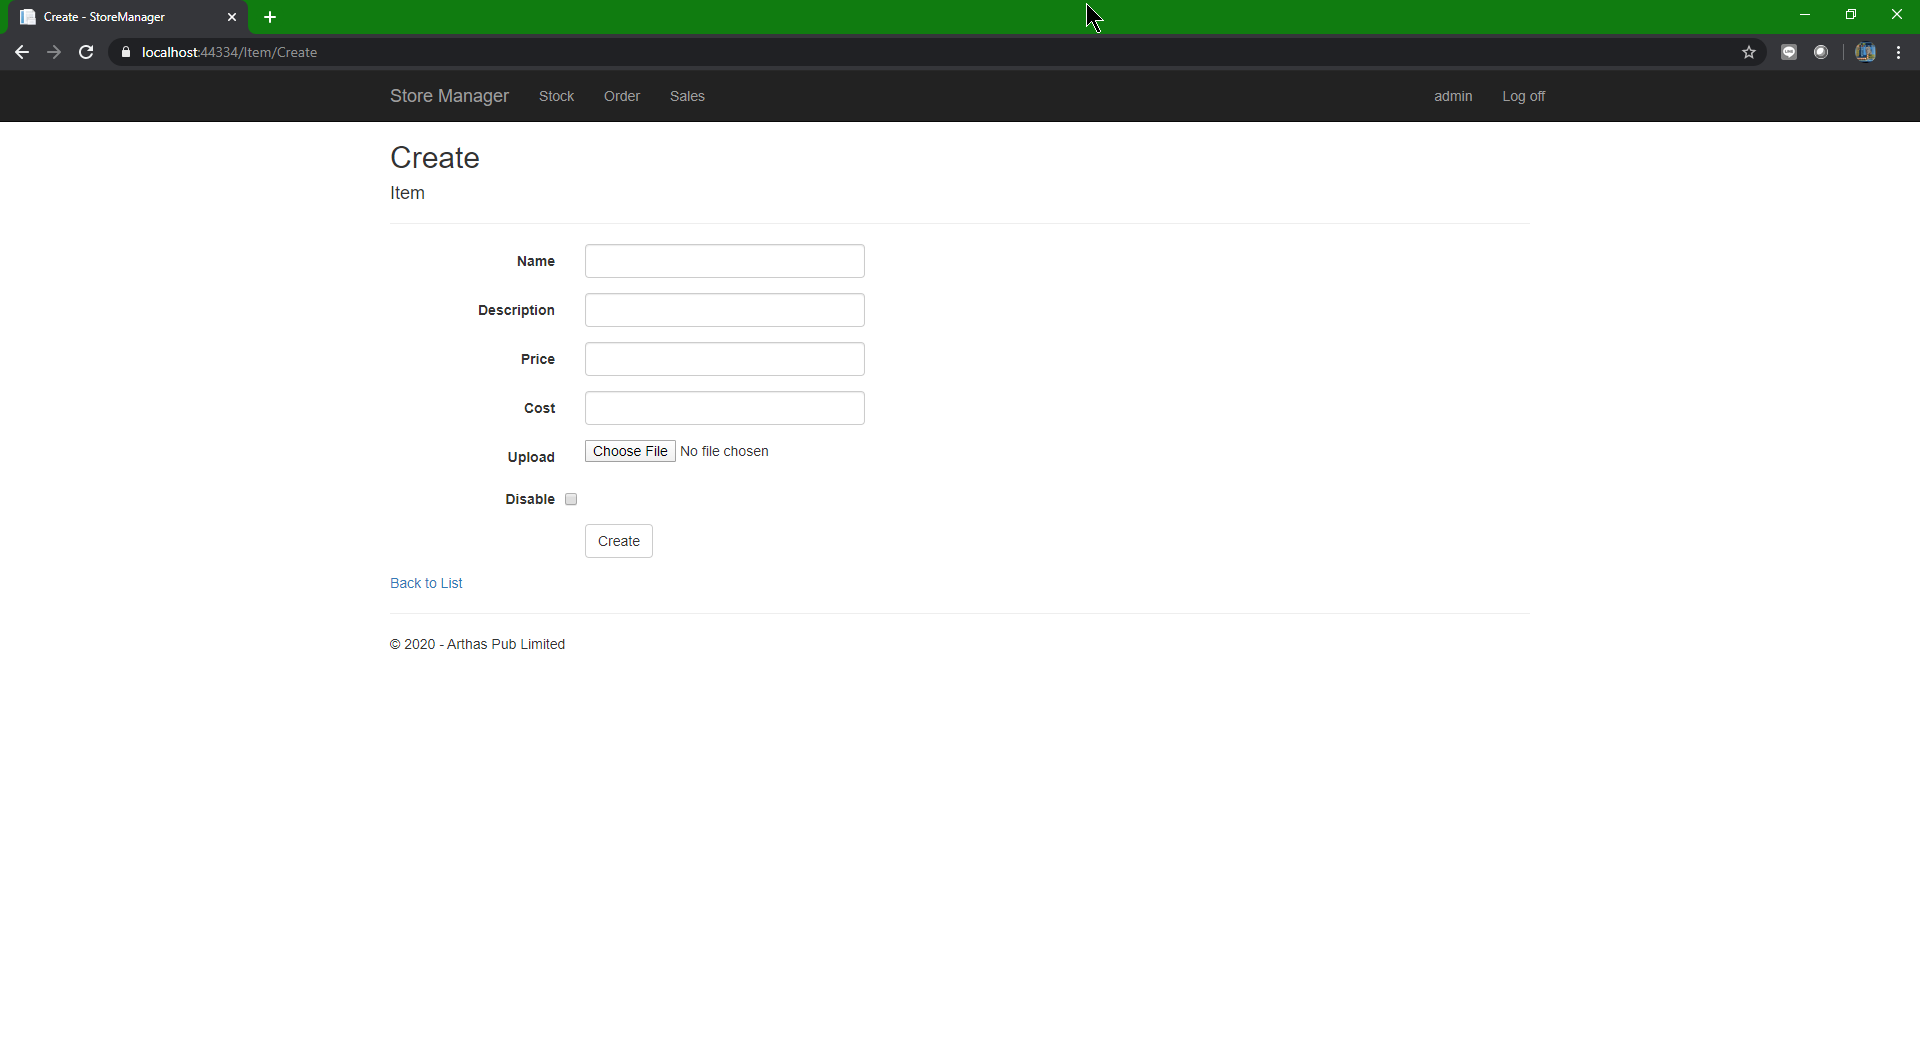 Create - StoreManager
localhost:44334/Item/Create
Store Manager Stock Order Sales admin Log off
Create
Item
Name
Description
Price
Cost
Upload Choose File No file chosen
Disable
Create
Back to List
© 2020 - Arthas Pub Limited